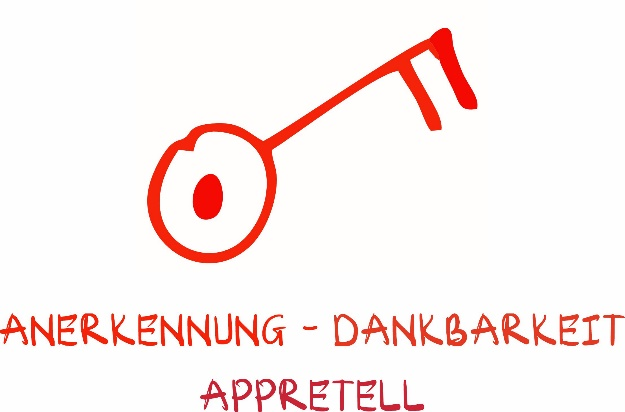 ANERKENNUNG - DANKBARKEIT
APPRETELL